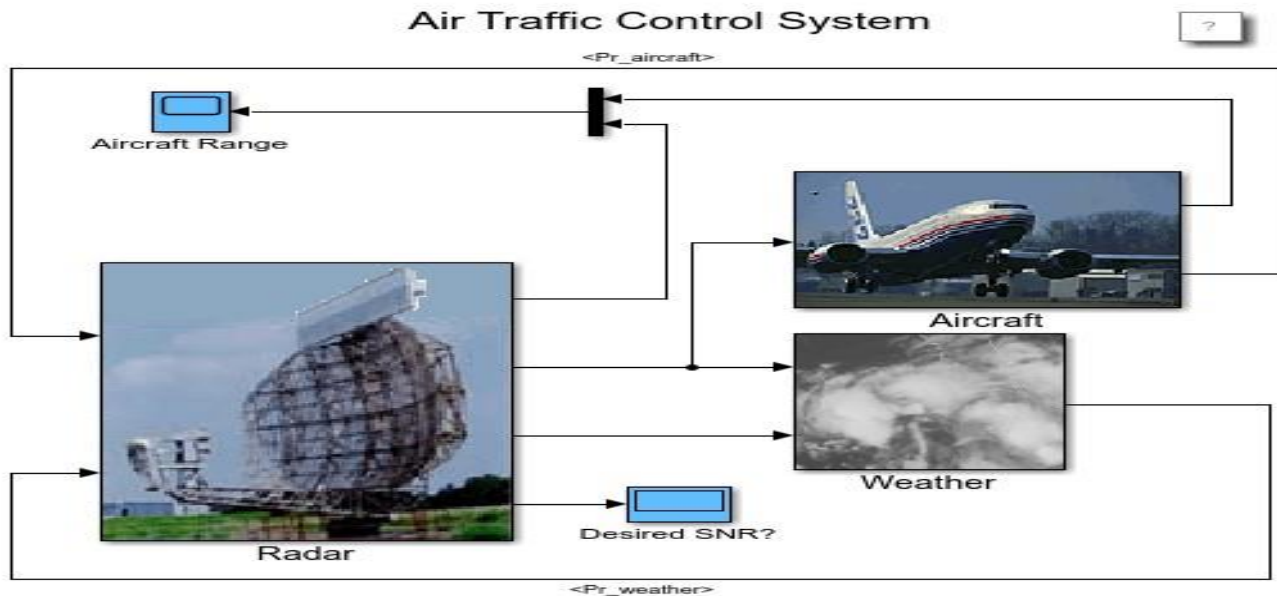 Air Traffic Control System
?
<Pr_aircraft>
Aircraft Range
Aircraft
Weather
Desired SNR?
Radar
<Pr_weather>